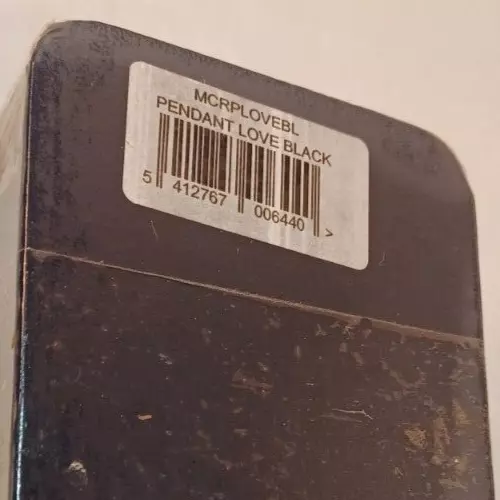 MCRPLOVEBL
PENDANT LOVE BLACK
5 412767 006440 >